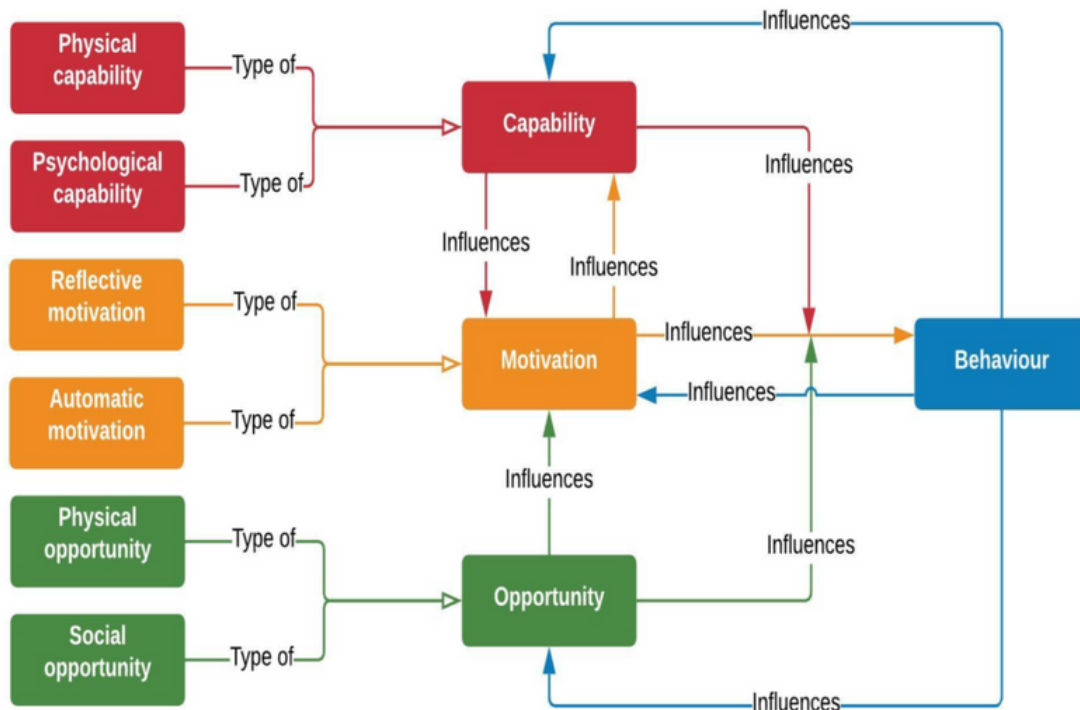 Influences
Physical
capability
Type of
Capability
Influences
Psychological
capability
Type of
Influences
Influences
Reflective
motivation
Type of
Influences
Motivation
Behaviour
Influences
Automatic
motivation
Type of
Influences
Physical
opportunity
Type of
Influences
Opportunity
Social
opportunity
Type of
Influences